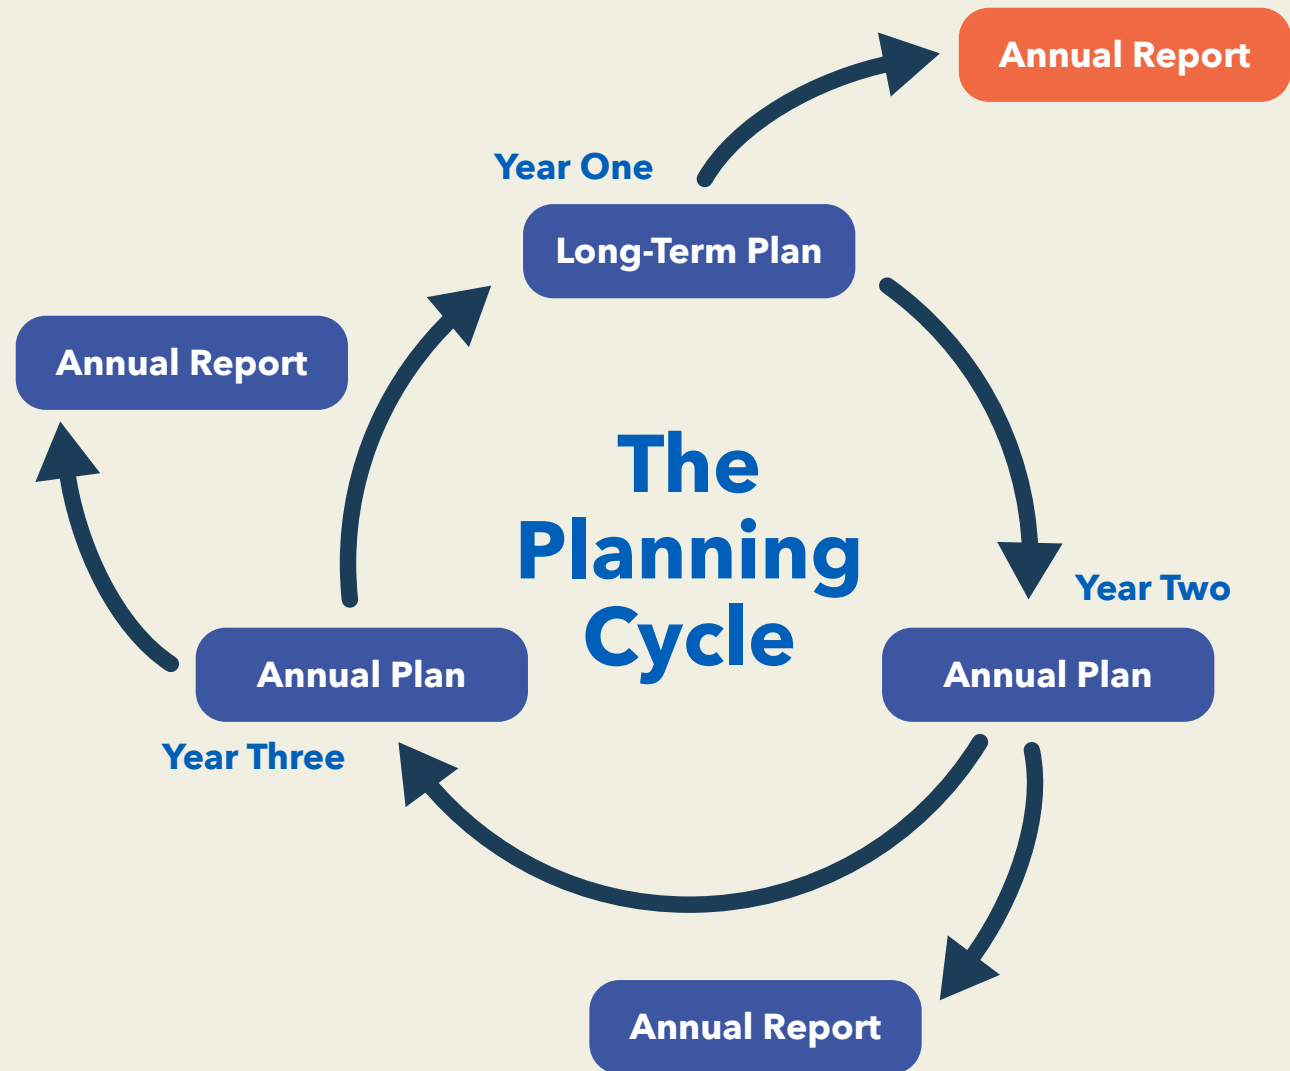 Annual Report
Year One
Long-Term Plan
Annual Report
The
Planning
Cycle
Year Two
Annual Plan
Annual Plan
Year Three
Annual Report